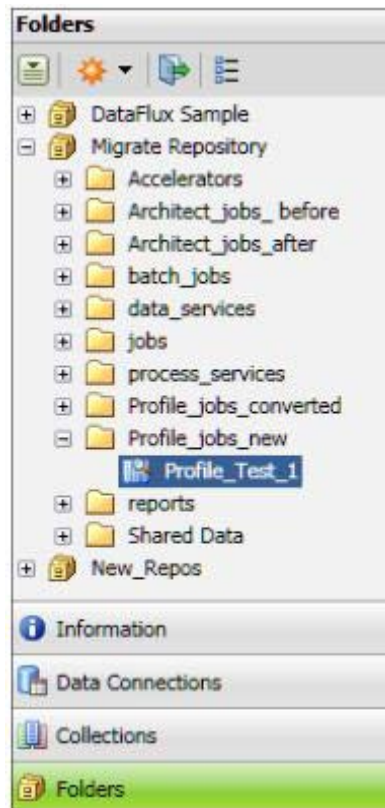 Folders
DataFlux Sample
Migrate Repository
Accelerators
Architect_jobs_ before
Architect_jobs_after
batch_jobs
data_services
jobs
process_services
Profile_jobs_converted
Profile_jobs_new
Profile_Test_1
reports
Shared Data
New_Repos
Information
Data Connections
Collections
Folders